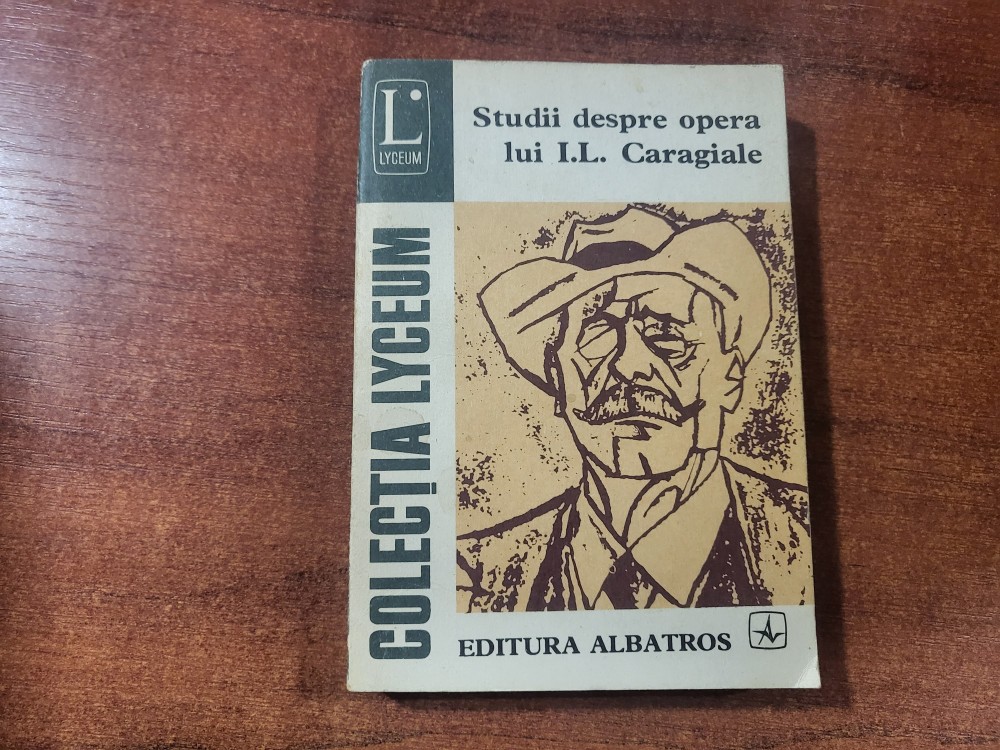 L
LYCEUM
Studii despre opera
lui I.L. Caragiale
COLECȚIA LYCEUM
EDITURA ALBATROS